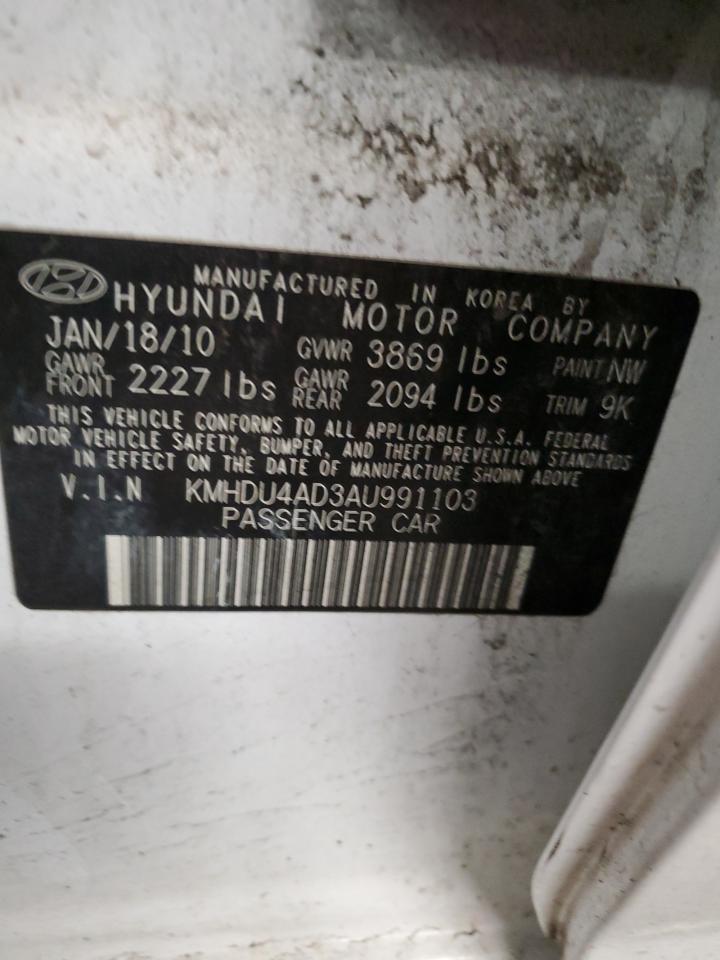 MANUFACTURED IN KOREA BY
HYUNDAI MOTOR COMPANY
JAN/18/10 GVWR 3869 lbs PAINT NW
GAWR FRONT 2227 lbs GAWR REAR 2094 lbs TRIM 9K
THIS VEHICLE CONFORMS TO ALL APPLICABLE U.S.A. FEDERAL
MOTOR VEHICLE SAFETY, BUMPER, AND THEFT PREVENTION STANDARDS
IN EFFECT ON THE DATE OF MANUFACTURE SHOWN ABOVE
V.I.N KMHDU4AD3AU991103
PASSENGER CAR